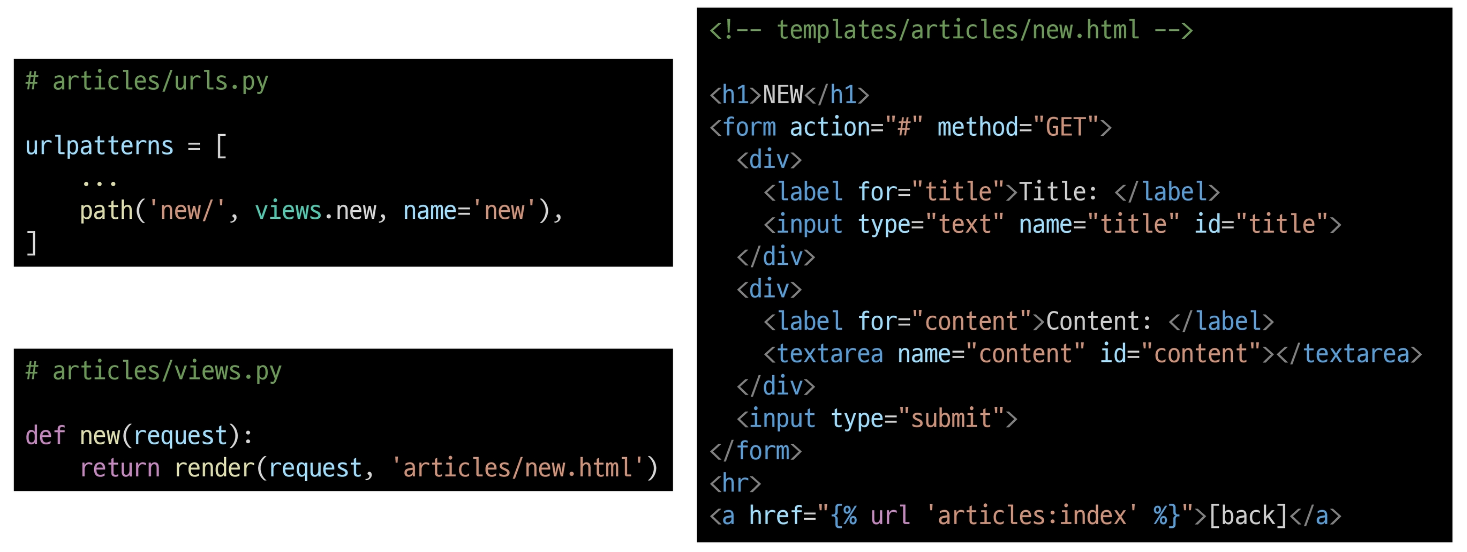 # articles/urls.py
urlpatterns = [
    ...
    path('new/', views.new, name='new'),
]
# articles/views.py
def new(request):
    return render(request, 'articles/new.html')
<!-- templates/articles/new.html -->
<h1>NEW</h1>
<form action="#" method="GET">
  <div>
    <label for="title">Title: </label>
    <input type="text" name="title" id="title">
  </div>
  <div>
    <label for="content">Content: </label>
    <textarea name="content" id="content"></textarea>
  </div>
  <input type="submit">
</form>
<hr>
<a href="{% url 'articles:index' %}">[back]</a>